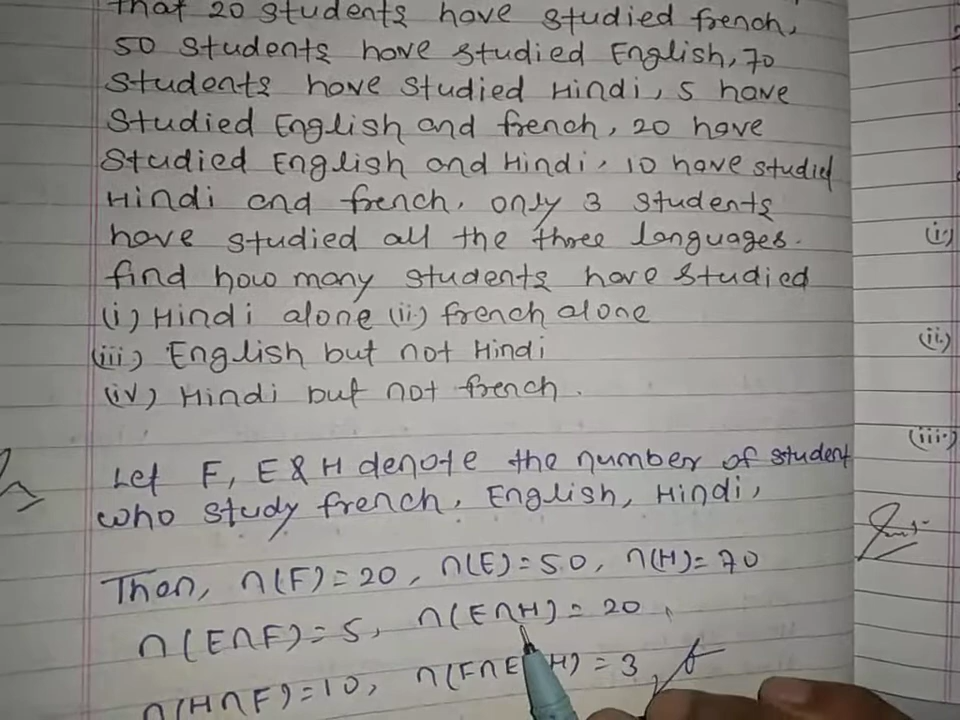 that 20 students have studied french,
50 students have studied English, 70
students have studied Hindi, 5 have
studied English and french, 20 have
studied English and Hindi, 10 have studied
Hindi and french. only 3 students
have studied all the three languages.
find how many students have studied
(i) Hindi alone (ii) french alone
(iii) English but not Hindi
(iv) Hindi but not french.
Let F, E & H denote the number of student
who study french, English, Hindi,
Then, n(F) = 20, n(E) = 50, n(H) = 70
n(E∩F) = 5, n(E∩H) = 20,
n(H∩F) = 10, n(F∩E H) = 3,
(i)
(ii)
(iii)